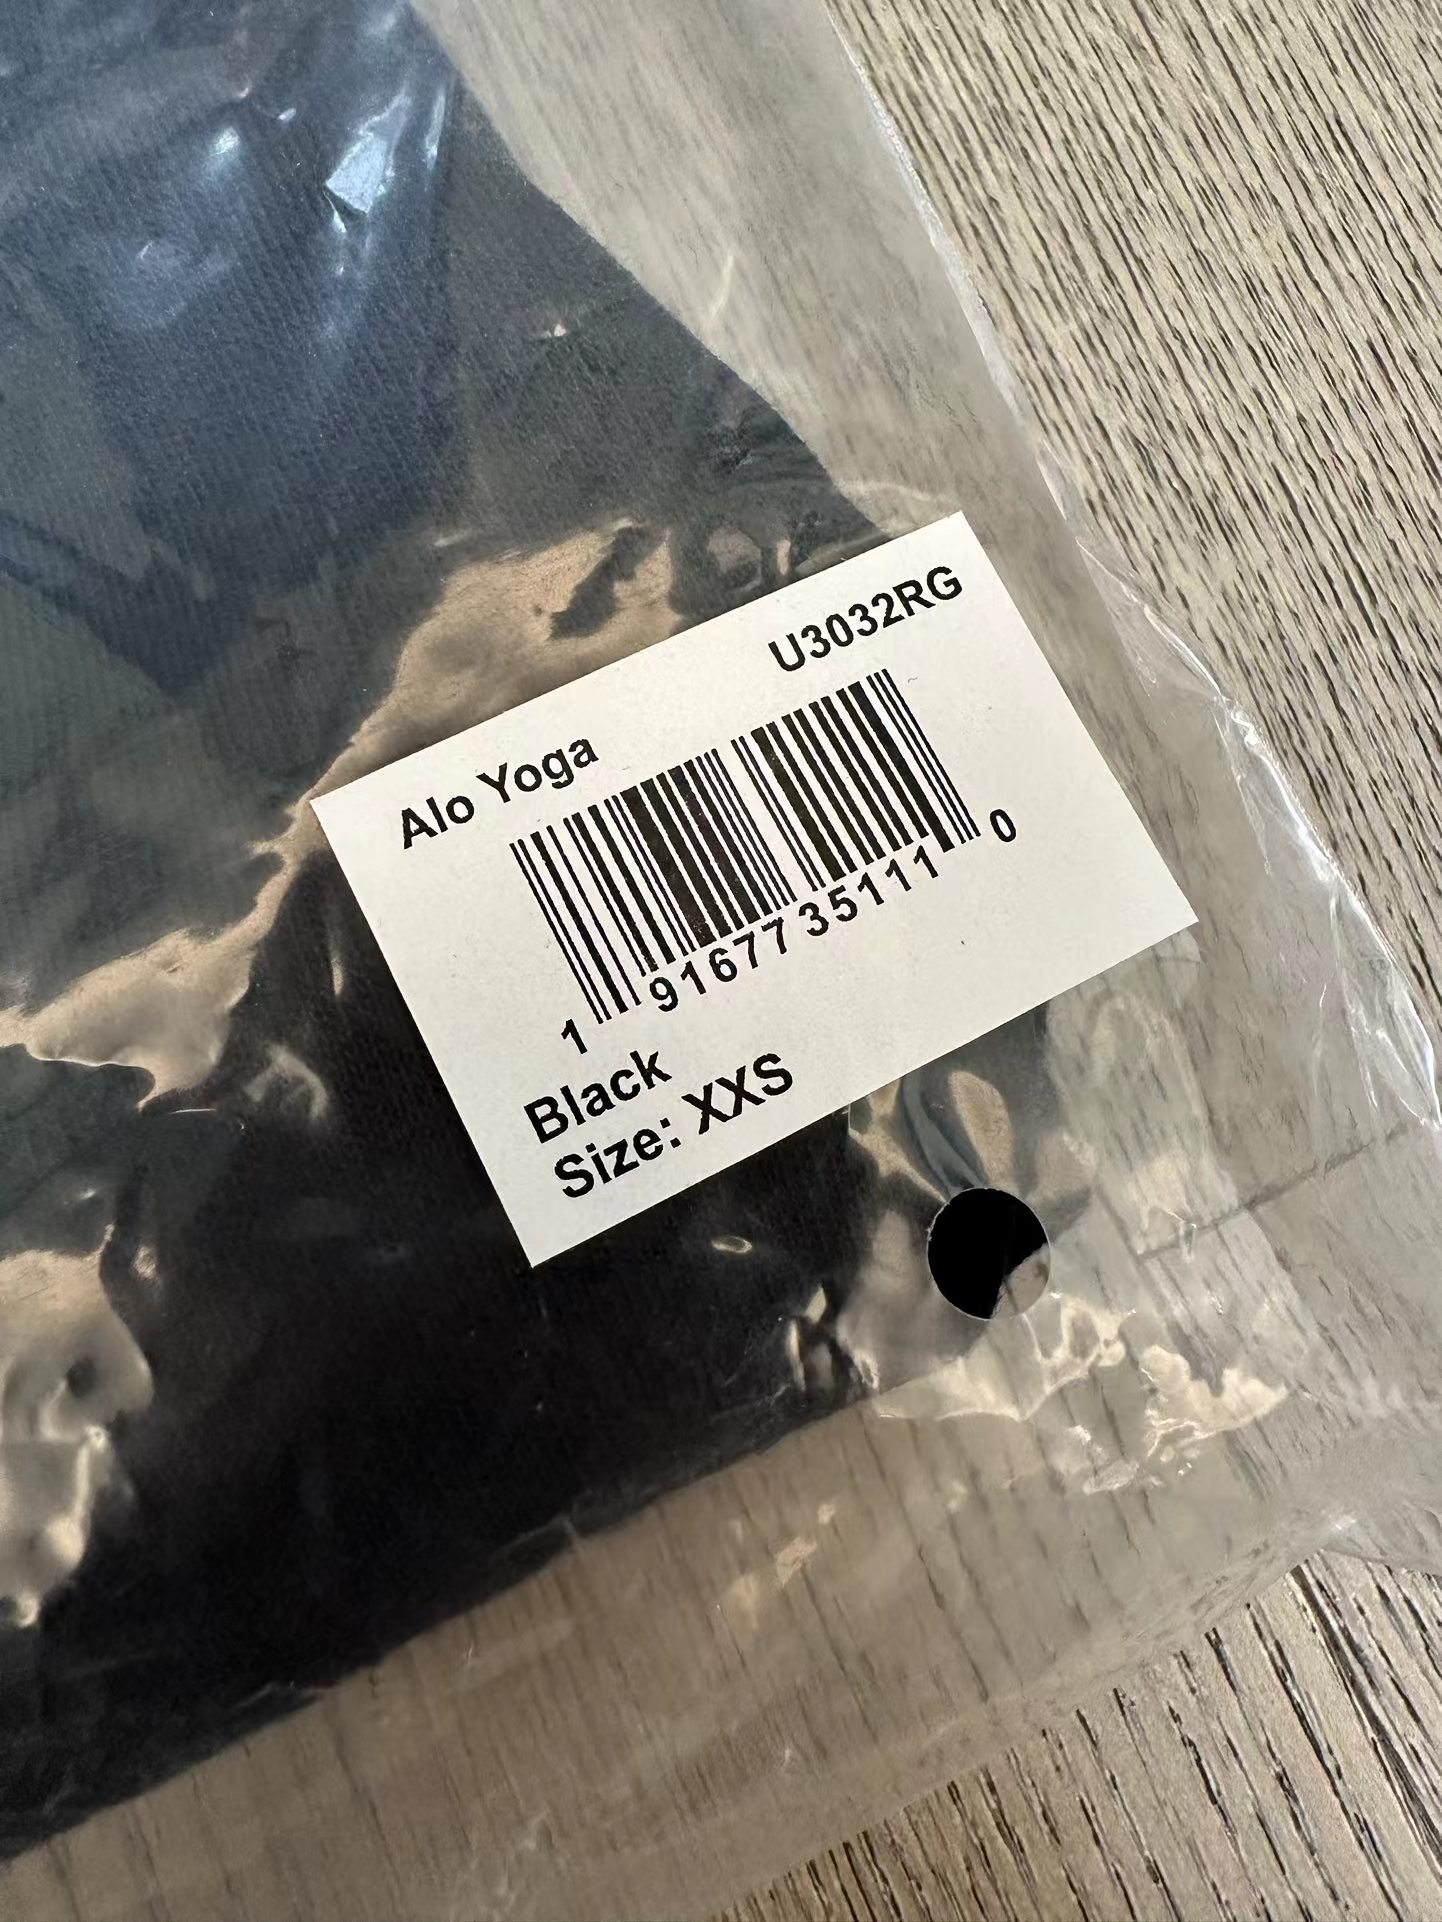 Alo Yoga U3032RG
1 91677 35111 0
Black
Size: XXS